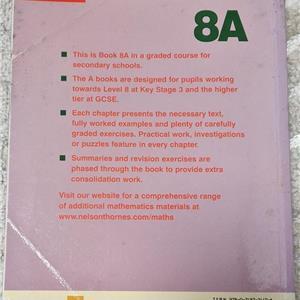 8A
This is Book 8A in a graded course for
secondary schools.
The A books are designed for pupils working
towards Level 8 at Key Stage 3 and the higher
tier at GCSE.
Each chapter presents the necessary text,
fully worked examples and plenty of carefully
graded exercises. Practical work, investigations
or puzzles feature in every chapter.
Summaries and revision exercises are
phased through the book to provide extra
consolidation work.
Visit our website for a comprehensive range
of additional mathematics materials at
www.nelsonthornes.com/maths